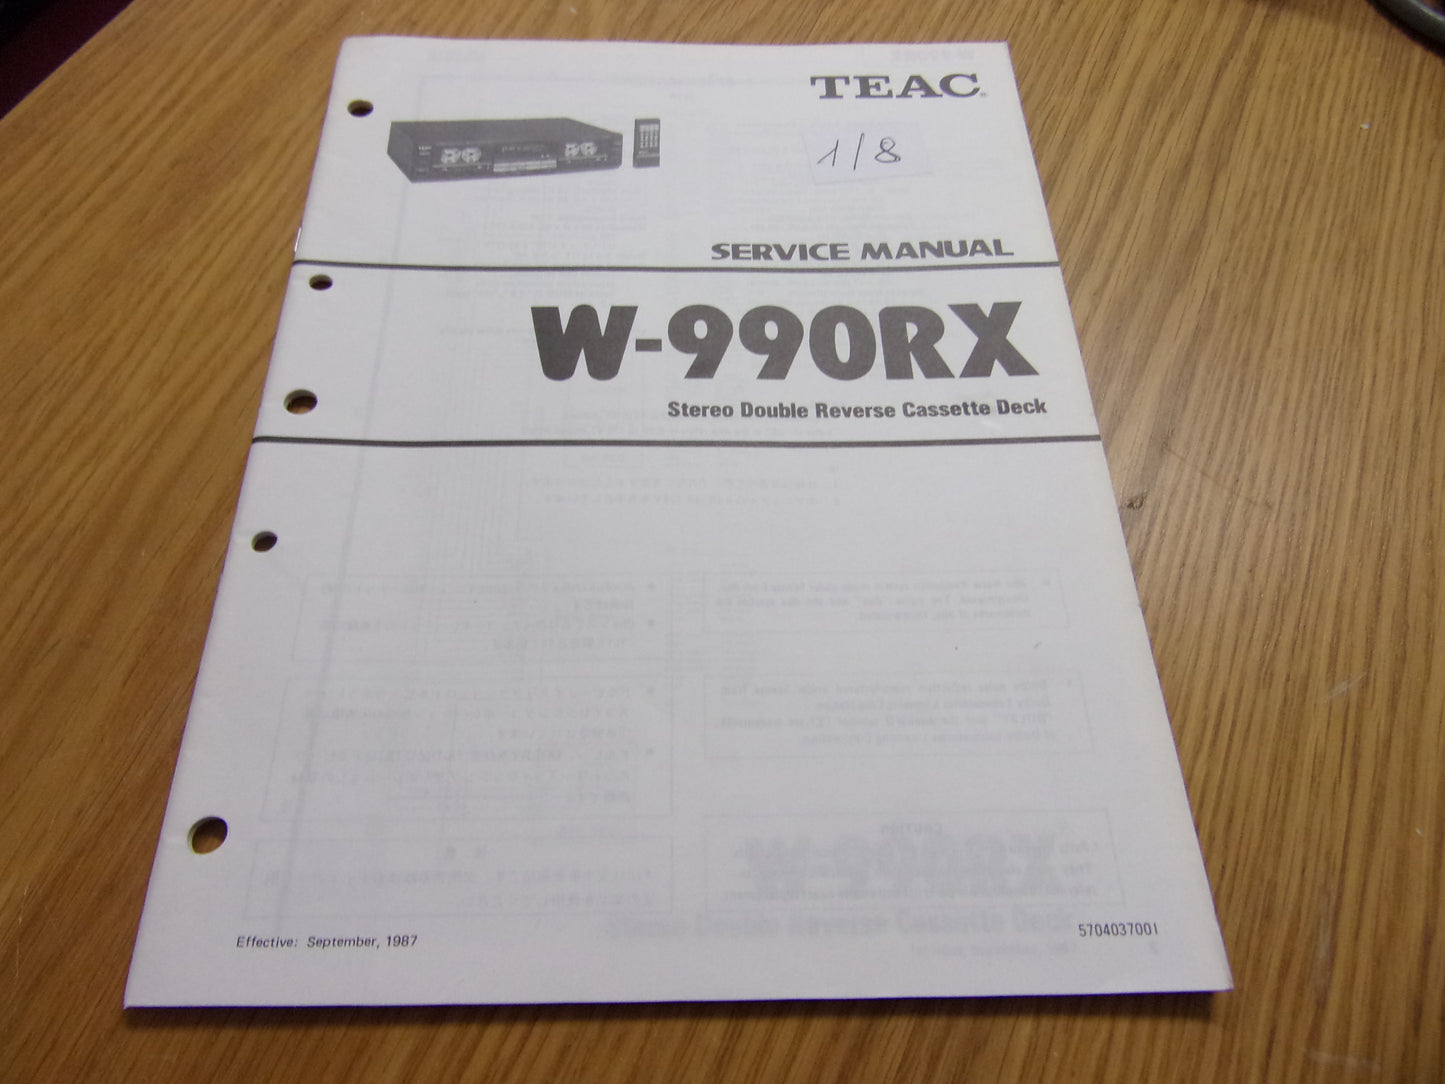 TEAC®
1/8
SERVICE MANUAL
W-990RX
Stereo Double Reverse Cassette Deck
Effective: September, 1987
5704037001